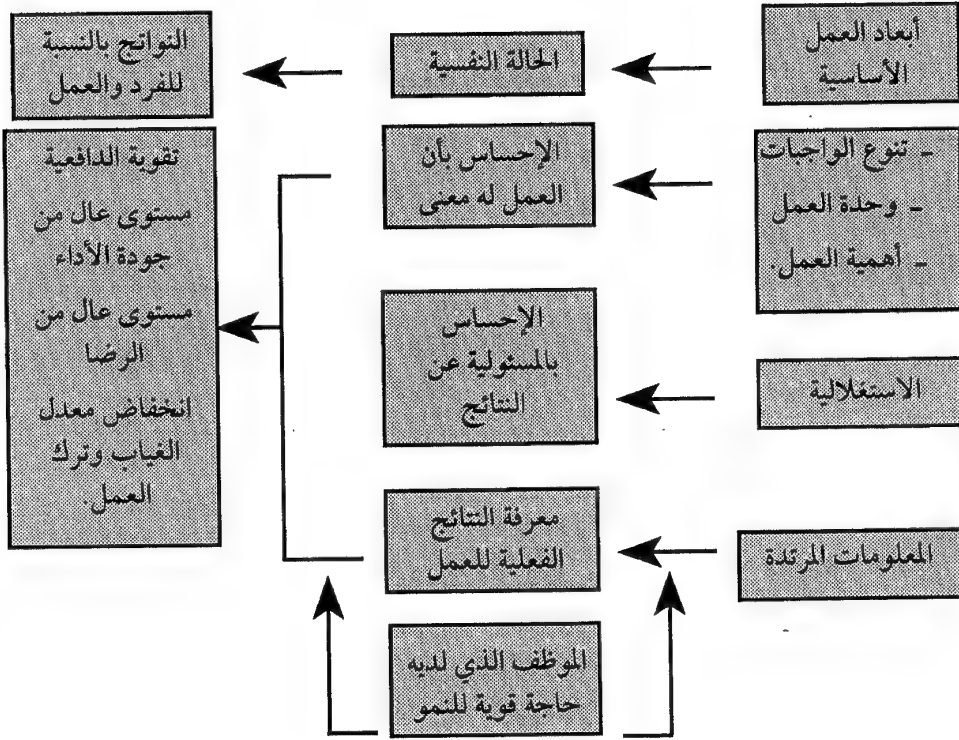 أبعاد العمل
الأساسية
الحالة النفسية
النواتج بالنسبة
للفرد والعمل
- تنوع الواجبات
- وحدة العمل
- أهمية العمل.
الإحساس بأن
العمل له معنى
الاستغلالية
الإحساس
بالمسئولية عن
النتائج
المعلومات المرتدة
معرفة النتائج
الفعلية للعمل
الموظف الذي لديه
حاجة قوية للنمو
تقوية الدافعية
مستوى عال من
جودة الأداء
مستوى عال من
الرضا
انخفاض معدل
الغياب وترك
العمل.